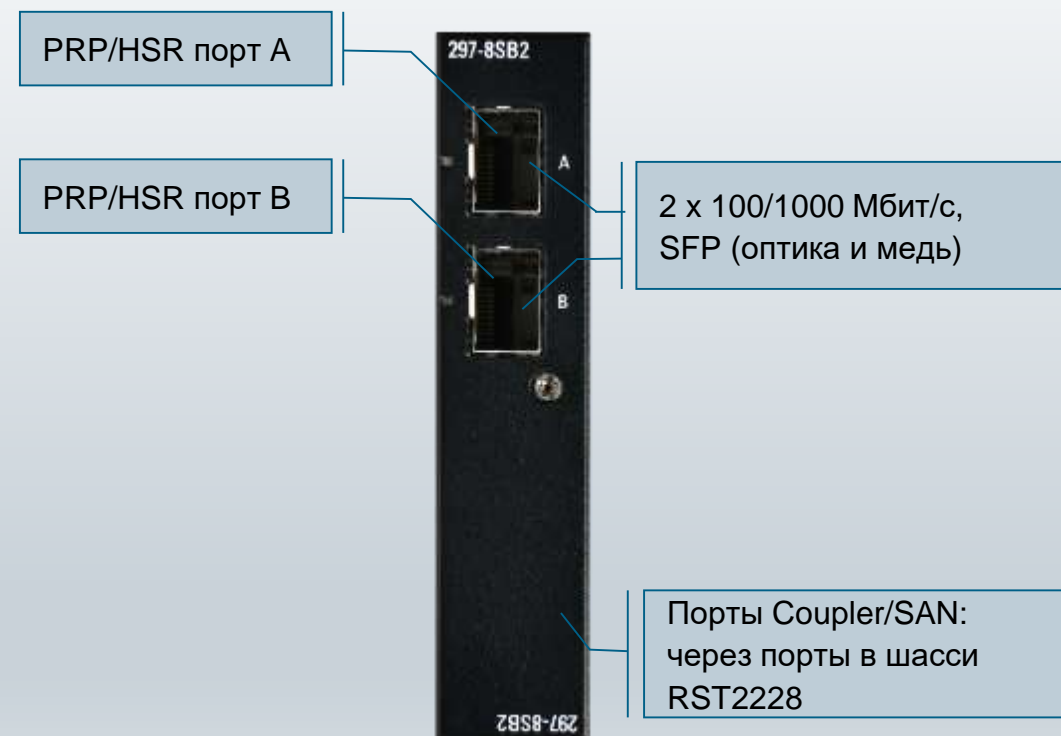 PRP/HSR порт A
297-8SB2
A
PRP/HSR порт B
2 x 100/1000 Мбит/с,
SFP (оптика и медь)
B
Порты Coupler/SAN:
через порты в шасси
RST2228
297-8SB2